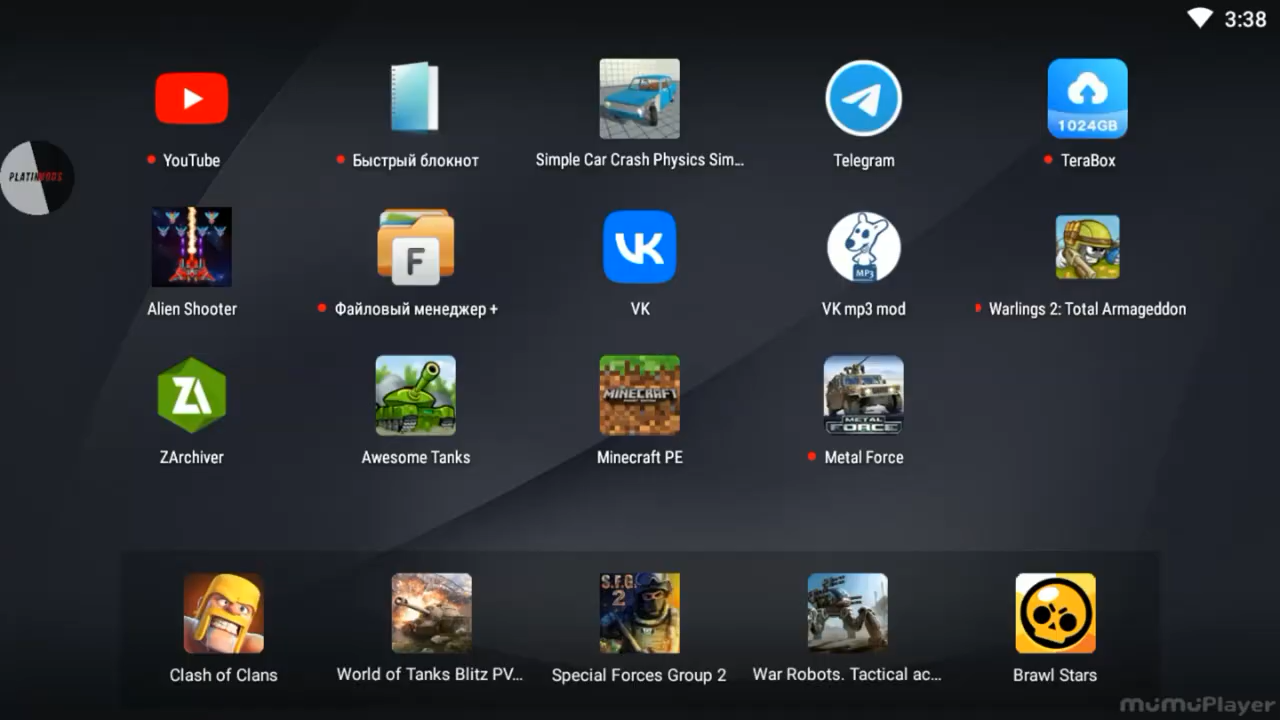 3:38
1024GB
YouTube
Быстрый блокнот
Simple Car Crash Physics Sim...
Telegram
TeraBox
PLATINMODS
F
VK
MP3
Alien Shooter
Файловый менеджер +
VK
VK mp3 mod
Warlings 2: Total Armageddon
ZA
MINECRAFT
METAL
FORCE
ZArchiver
Awesome Tanks
Minecraft PE
Metal Force
S.F.G.
2
Clash of Clans
World of Tanks Blitz PV...
Special Forces Group 2
War Robots. Tactical ac...
Brawl Stars
MuMuPlayer